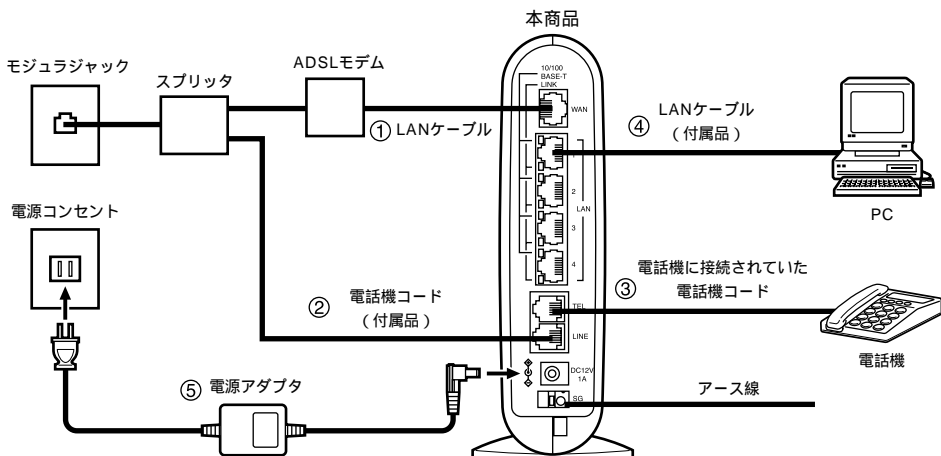 本商品
モジュラジャック
スプリッタ
ADSLモデム
10/100
BASE-T
LINK
WAN
① LANケーブル
④ LANケーブル
(付属品)
PC
1
2
LAN
3
4
電源コンセント
② 電話機コード
(付属品)
③ 電話機に接続されていた
電話機コード
TEL
LINE
電話機
DC12V
1A
SG
アース線
⑤ 電源アダプタ